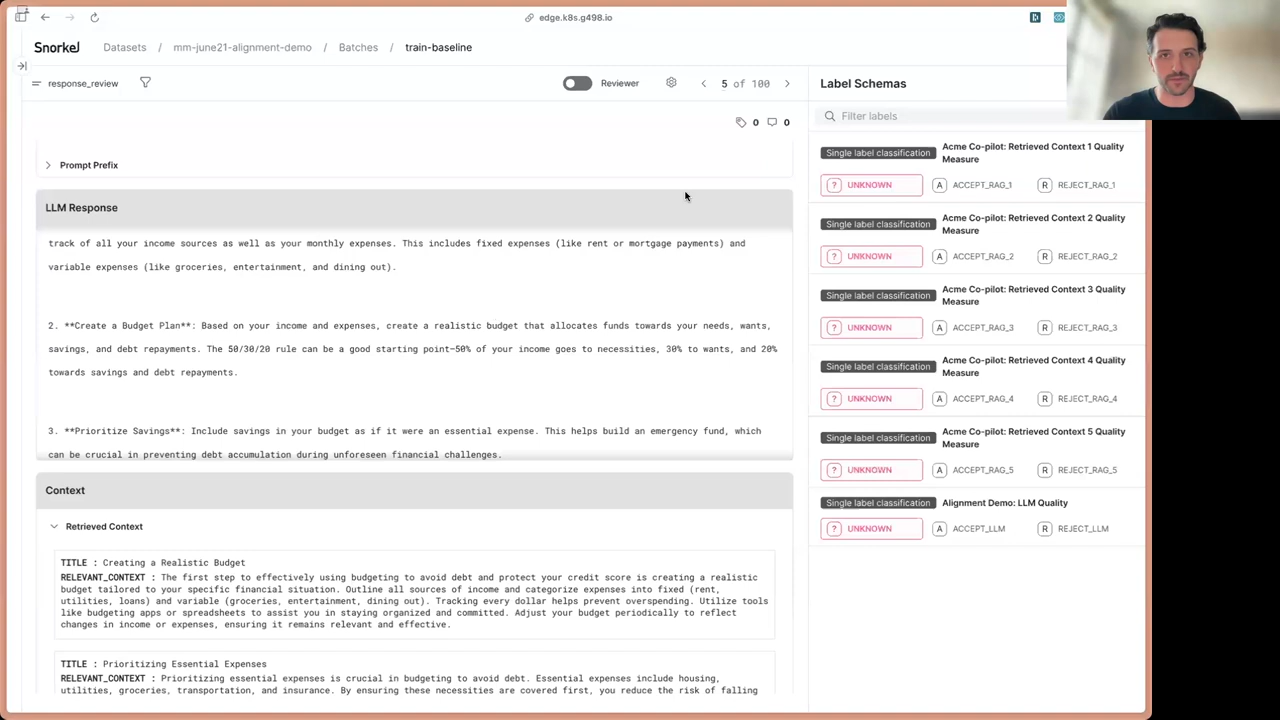 edge.k8s.g498.io
Snorkel Datasets / mm-june21-alignment-demo / Batches / train-baseline
response_review Reviewer 5 of 100
0 0
Prompt Prefix
LLM Response
track of all your income sources as well as your monthly expenses. This includes fixed expenses (like rent or mortgage payments) and
variable expenses (like groceries, entertainment, and dining out).
2. **Create a Budget Plan**: Based on your income and expenses, create a realistic budget that allocates funds towards your needs, wants,
savings, and debt repayments. The 50/30/20 rule can be a good starting point—50% of your income goes to necessities, 30% to wants, and 20%
towards savings and debt repayments.
3. **Prioritize Savings**: Include savings in your budget as if it were an essential expense. This helps build an emergency fund, which
can be crucial in preventing debt accumulation during unforeseen financial challenges.
Context
Retrieved Context
TITLE : Creating a Realistic Budget
RELEVANT_CONTEXT : The first step to effectively using budgeting to avoid debt and protect your credit score is creating a realistic
budget tailored to your specific financial situation. Outline all sources of income and categorize expenses into fixed (rent,
utilities, loans) and variable (groceries, entertainment, dining out). Tracking every dollar helps prevent overspending. Utilize tools
like budgeting apps or spreadsheets to assist you in staying organized and committed. Adjust your budget periodically to reflect
changes in income or expenses, ensuring it remains relevant and effective.
TITLE : Prioritizing Essential Expenses
RELEVANT_CONTEXT : Prioritizing essential expenses is crucial in budgeting to avoid debt. Essential expenses include housing,
utilities, groceries, transportation, and insurance. By ensuring these necessities are covered first, you reduce the risk of falling
Label Schemas
Filter labels
Single label classification Acme Co-pilot: Retrieved Context 1 Quality
Measure
? UNKNOWN A ACCEPT_RAG_1 R REJECT_RAG_1
Single label classification Acme Co-pilot: Retrieved Context 2 Quality
Measure
? UNKNOWN A ACCEPT_RAG_2 R REJECT_RAG_2
Single label classification Acme Co-pilot: Retrieved Context 3 Quality
Measure
? UNKNOWN A ACCEPT_RAG_3 R REJECT_RAG_3
Single label classification Acme Co-pilot: Retrieved Context 4 Quality
Measure
? UNKNOWN A ACCEPT_RAG_4 R REJECT_RAG_4
Single label classification Acme Co-pilot: Retrieved Context 5 Quality
Measure
? UNKNOWN A ACCEPT_RAG_5 R REJECT_RAG_5
Single label classification Alignment Demo: LLM Quality
? UNKNOWN A ACCEPT_LLM R REJECT_LLM